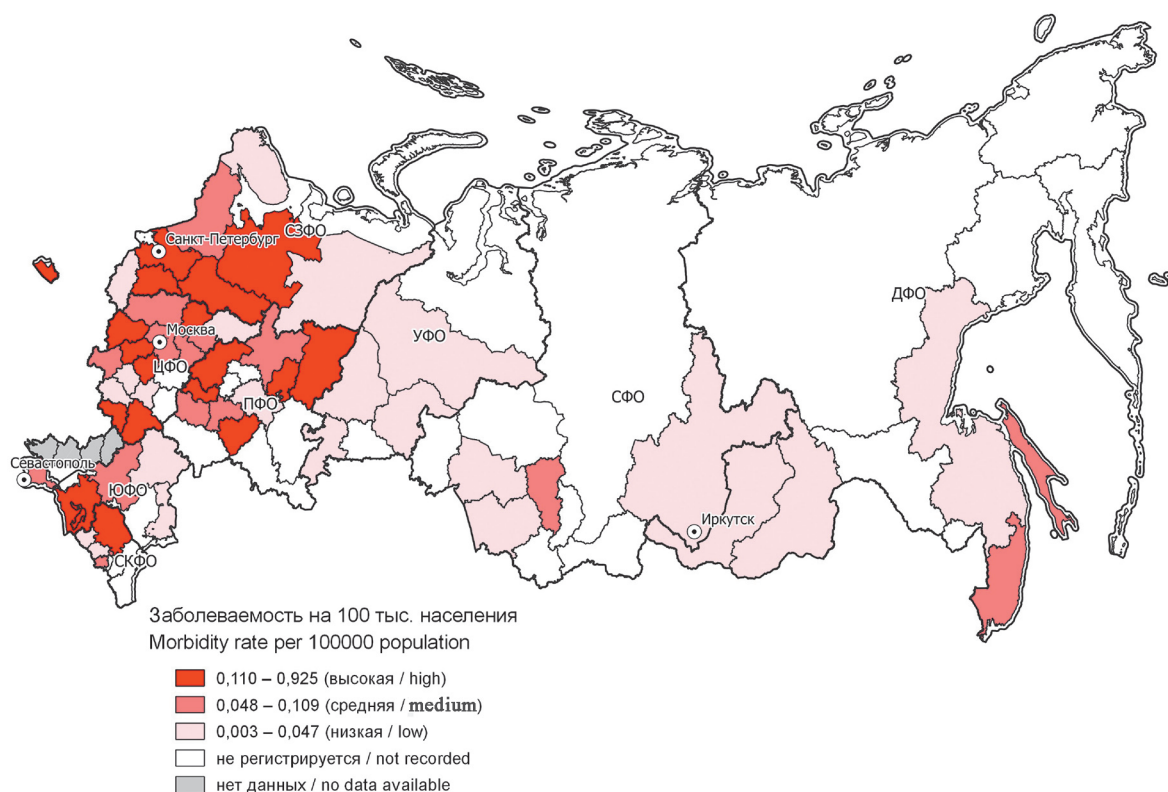 СЗФО
Санкт-Петербург
ДФО
УФО
Москва
ЦФО
ПФО
СФО
Севастополь
ЮФО
Иркутск
СКФО
Заболеваемость на 100 тыс. населения
Morbidity rate per 100000 population
0,110 – 0,925 (высокая / high)
0,048 – 0,109 (средняя / medium)
0,003 – 0,047 (низкая / low)
не регистрируется / not recorded
нет данных / no data available